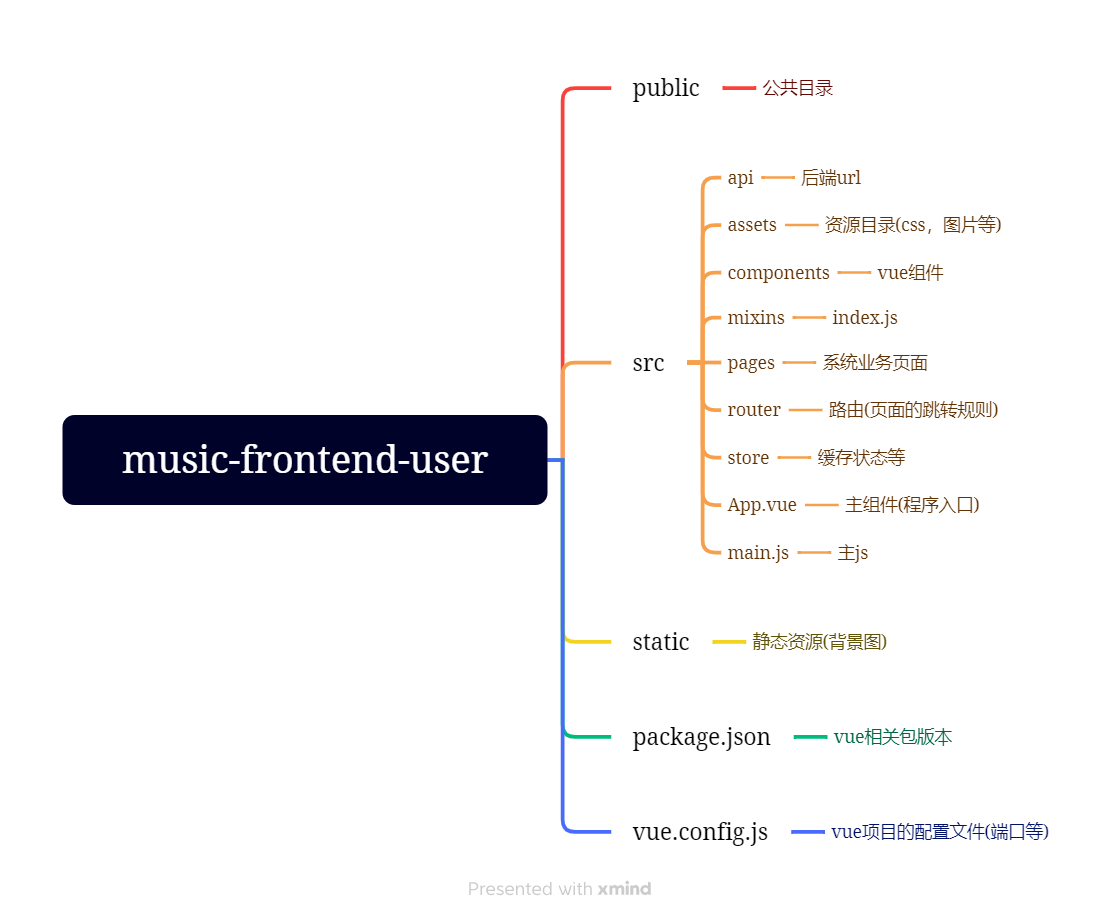 public 公共目录
api 后端url
assets 资源目录(css，图片等)
components vue组件
mixins index.js
src pages 系统业务页面
router 路由(页面的跳转规则)
music-frontend-user
store 缓存状态等
App.vue 主组件(程序入口)
main.js 主js
static 静态资源(背景图)
package.json vue相关包版本
vue.config.js vue项目的配置文件(端口等)
Presented with xmind